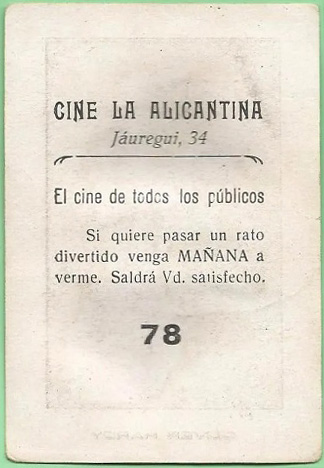 CINE LA ALICANTINA
Jáuregui, 34
El cine de todos los públicos
Si quiere pasar un rato
divertido venga MAÑANA a
verme. Saldrá Vd. satisfecho.
78